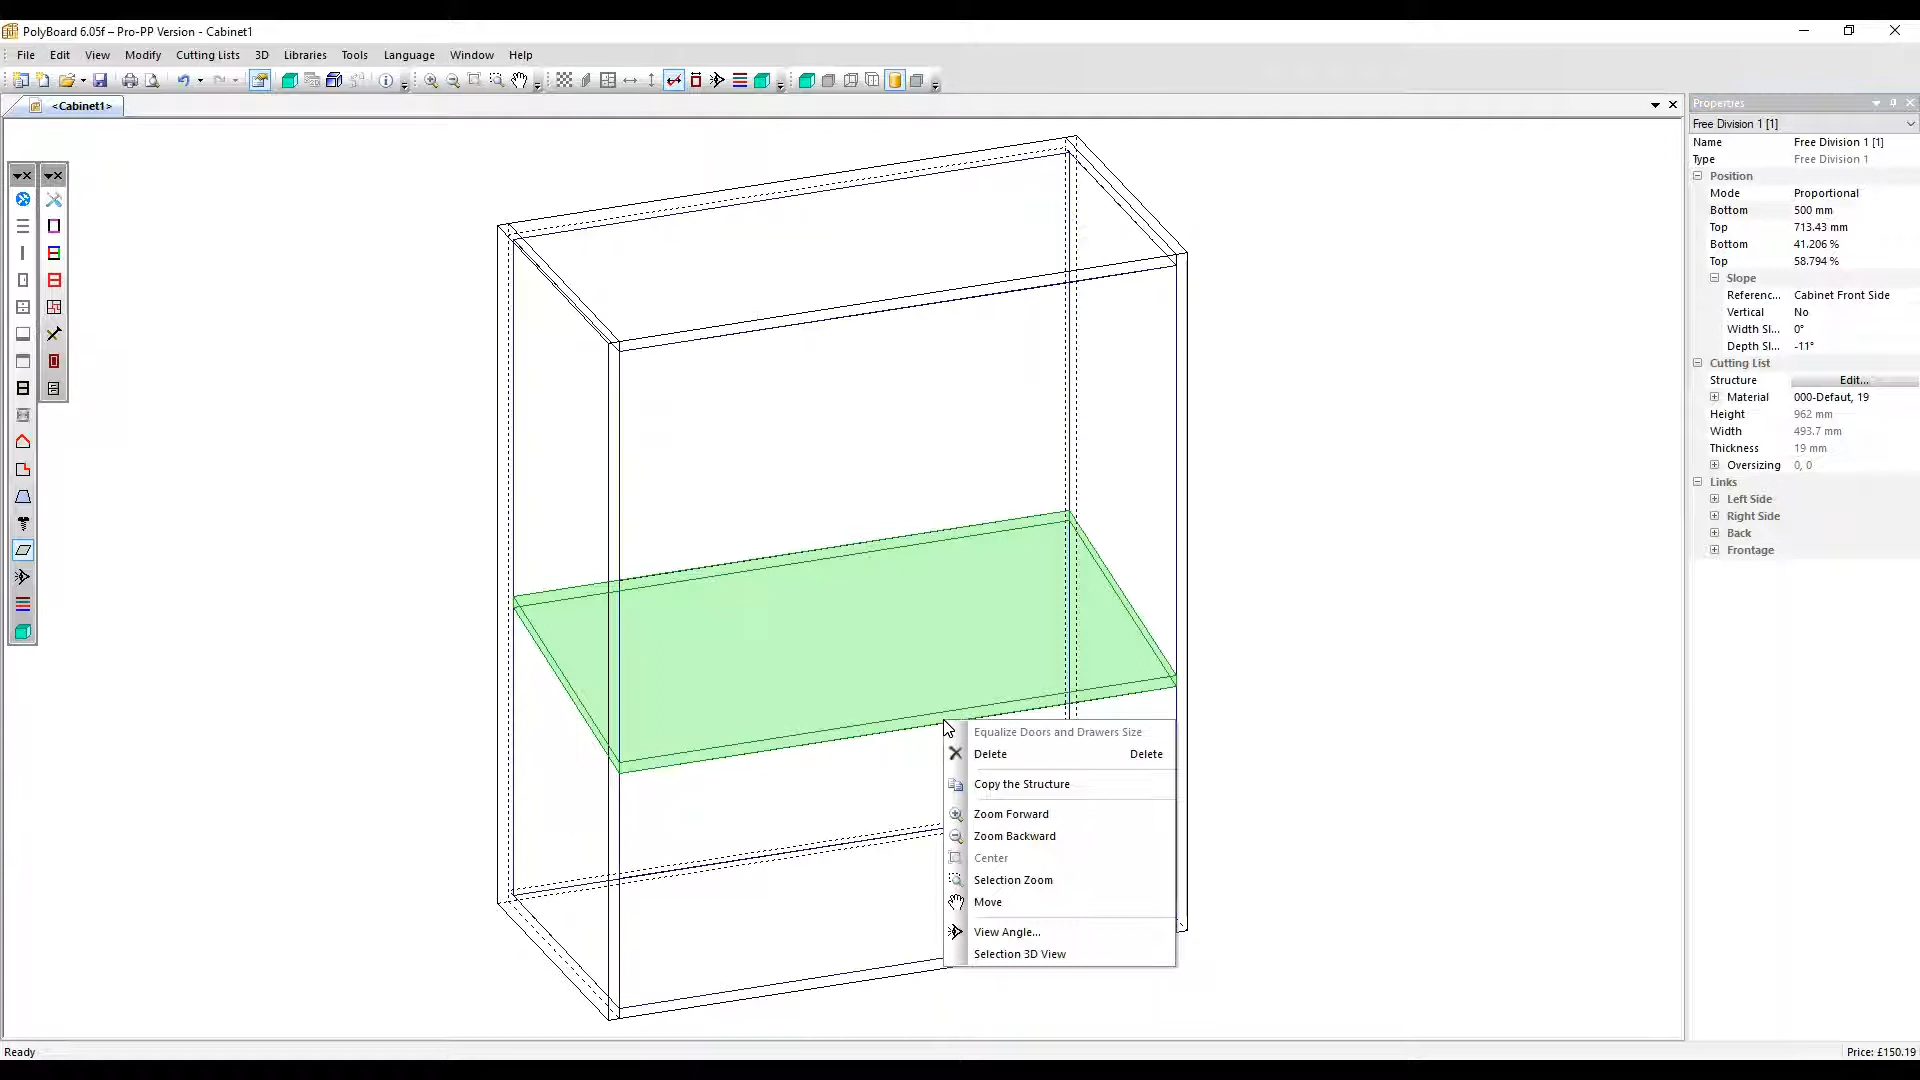 PolyBoard 6.05f – Pro-PP Version - Cabinet1
File Edit View Modify Cutting Lists 3D Libraries Tools Language Window Help
<Cabinet1>
Properties
Free Division 1 [1]
Name Free Division 1 [1]
Type Free Division 1
Position
Mode Proportional
Bottom 500 mm
Top 713.43 mm
Bottom 41.206 %
Top 58.794 %
Slope
Referenc... Cabinet Front Side
Vertical No
Width Sl... 0°
Depth Sl... -11°
Cutting List
Structure Edit...
Material 000-Defaut, 19
Height 962 mm
Width 493.7 mm
Thickness 19 mm
Oversizing 0, 0
Links
Left Side
Right Side
Back
Frontage
Equalize Doors and Drawers Size
Delete Delete
Copy the Structure
Zoom Forward
Zoom Backward
Center
Selection Zoom
Move
View Angle...
Selection 3D View
Ready
Price: £150.19